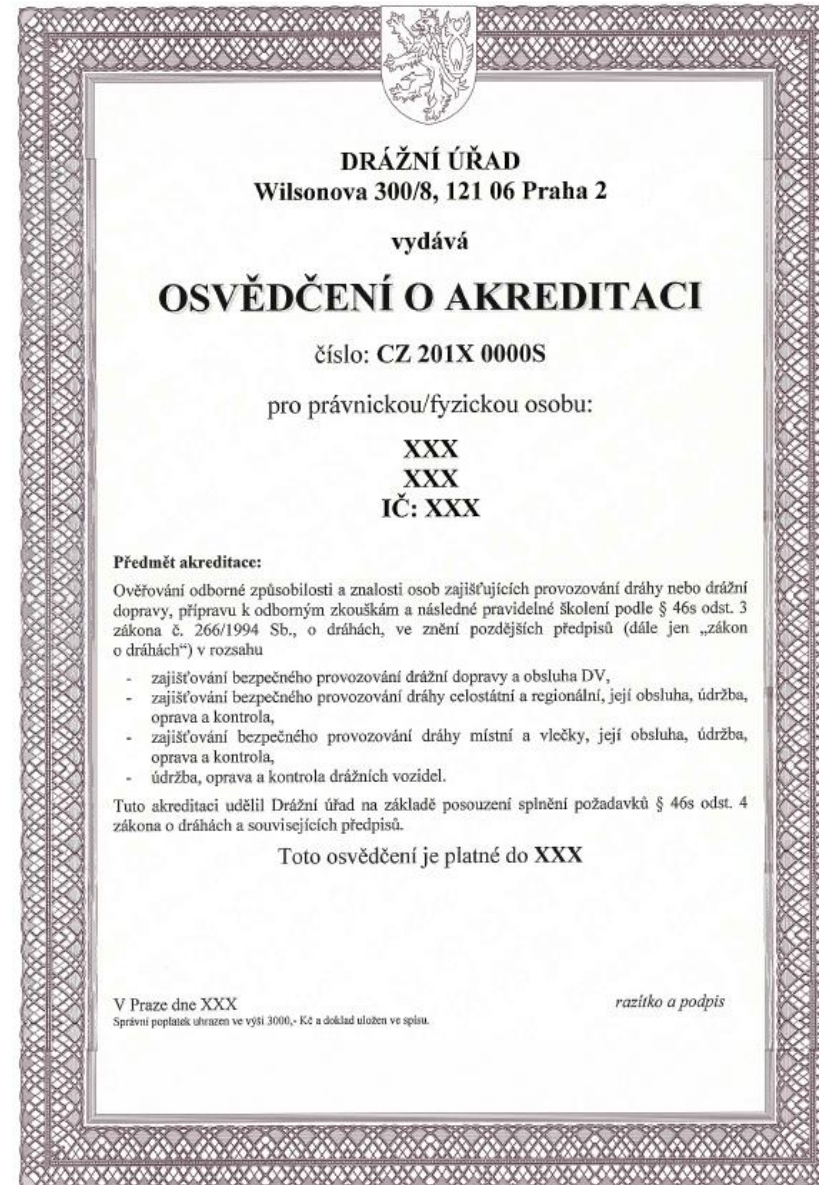 DRÁŽNÍ ÚŘAD
Wilsonova 300/8, 121 06 Praha 2
vydává
OSVĚDČENÍ O AKREDITACI
číslo: CZ 201X 0000S
pro právnickou/fyzickou osobu:
XXX
XXX
IČ: XXX
Předmět akreditace:
Ověřování odborné způsobilosti a znalosti osob zajišťujících provozování dráhy nebo drážní
dopravy, přípravu k odborným zkouškám a následné pravidelné školení podle § 46s odst. 3
zákona č. 266/1994 Sb., o dráhách, ve znění pozdějších předpisů (dále jen „zákon
o dráhách“) v rozsahu
- zajišťování bezpečného provozování drážní dopravy a obsluha DV,
- zajišťování bezpečného provozování dráhy celostátní a regionální, její obsluha, údržba,
oprava a kontrola,
- zajišťování bezpečného provozování dráhy místní a vlečky, její obsluha, údržba,
oprava a kontrola,
- údržba, oprava a kontrola drážních vozidel.
Tuto akreditaci udělil Drážní úřad na základě posouzení splnění požadavků § 46s odst. 4
zákona o dráhách a souvisejících předpisů.
Toto osvědčení je platné do XXX
V Praze dne XXX razítko a podpis
Správní poplatek uhrazen ve výši 3000,- Kč a doklad uložen ve spisu.